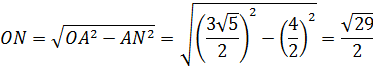 ON = √(OA² − AN²) = √((3√5/2)² − (4/2)²) = √29/2